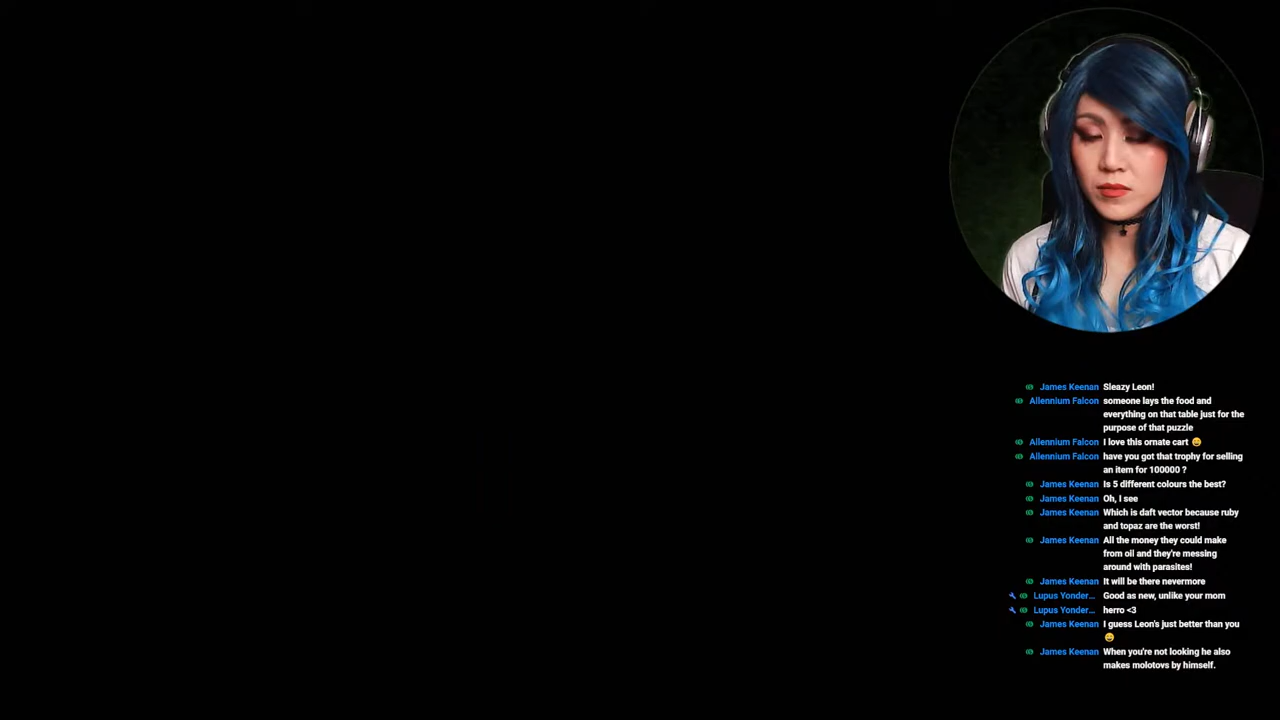 James Keenan Sleazy Leon!
Allennium Falcon someone lays the food and
everything on that table just for the
purpose of that puzzle
Allennium Falcon I love this ornate cart 😄
Allennium Falcon have you got that trophy for selling
an item for 100000 ?
James Keenan Is 5 different colours the best?
James Keenan Oh, I see
James Keenan Which is daft vector because ruby
and topaz are the worst!
James Keenan All the money they could make
from oil and they're messing
around with parasites!
James Keenan It will be there nevermore
Lupus Yonder... Good as new, unlike your mom
Lupus Yonder... herro <3
James Keenan I guess Leon's just better than you
😄
James Keenan When you're not looking he also
makes molotovs by himself.